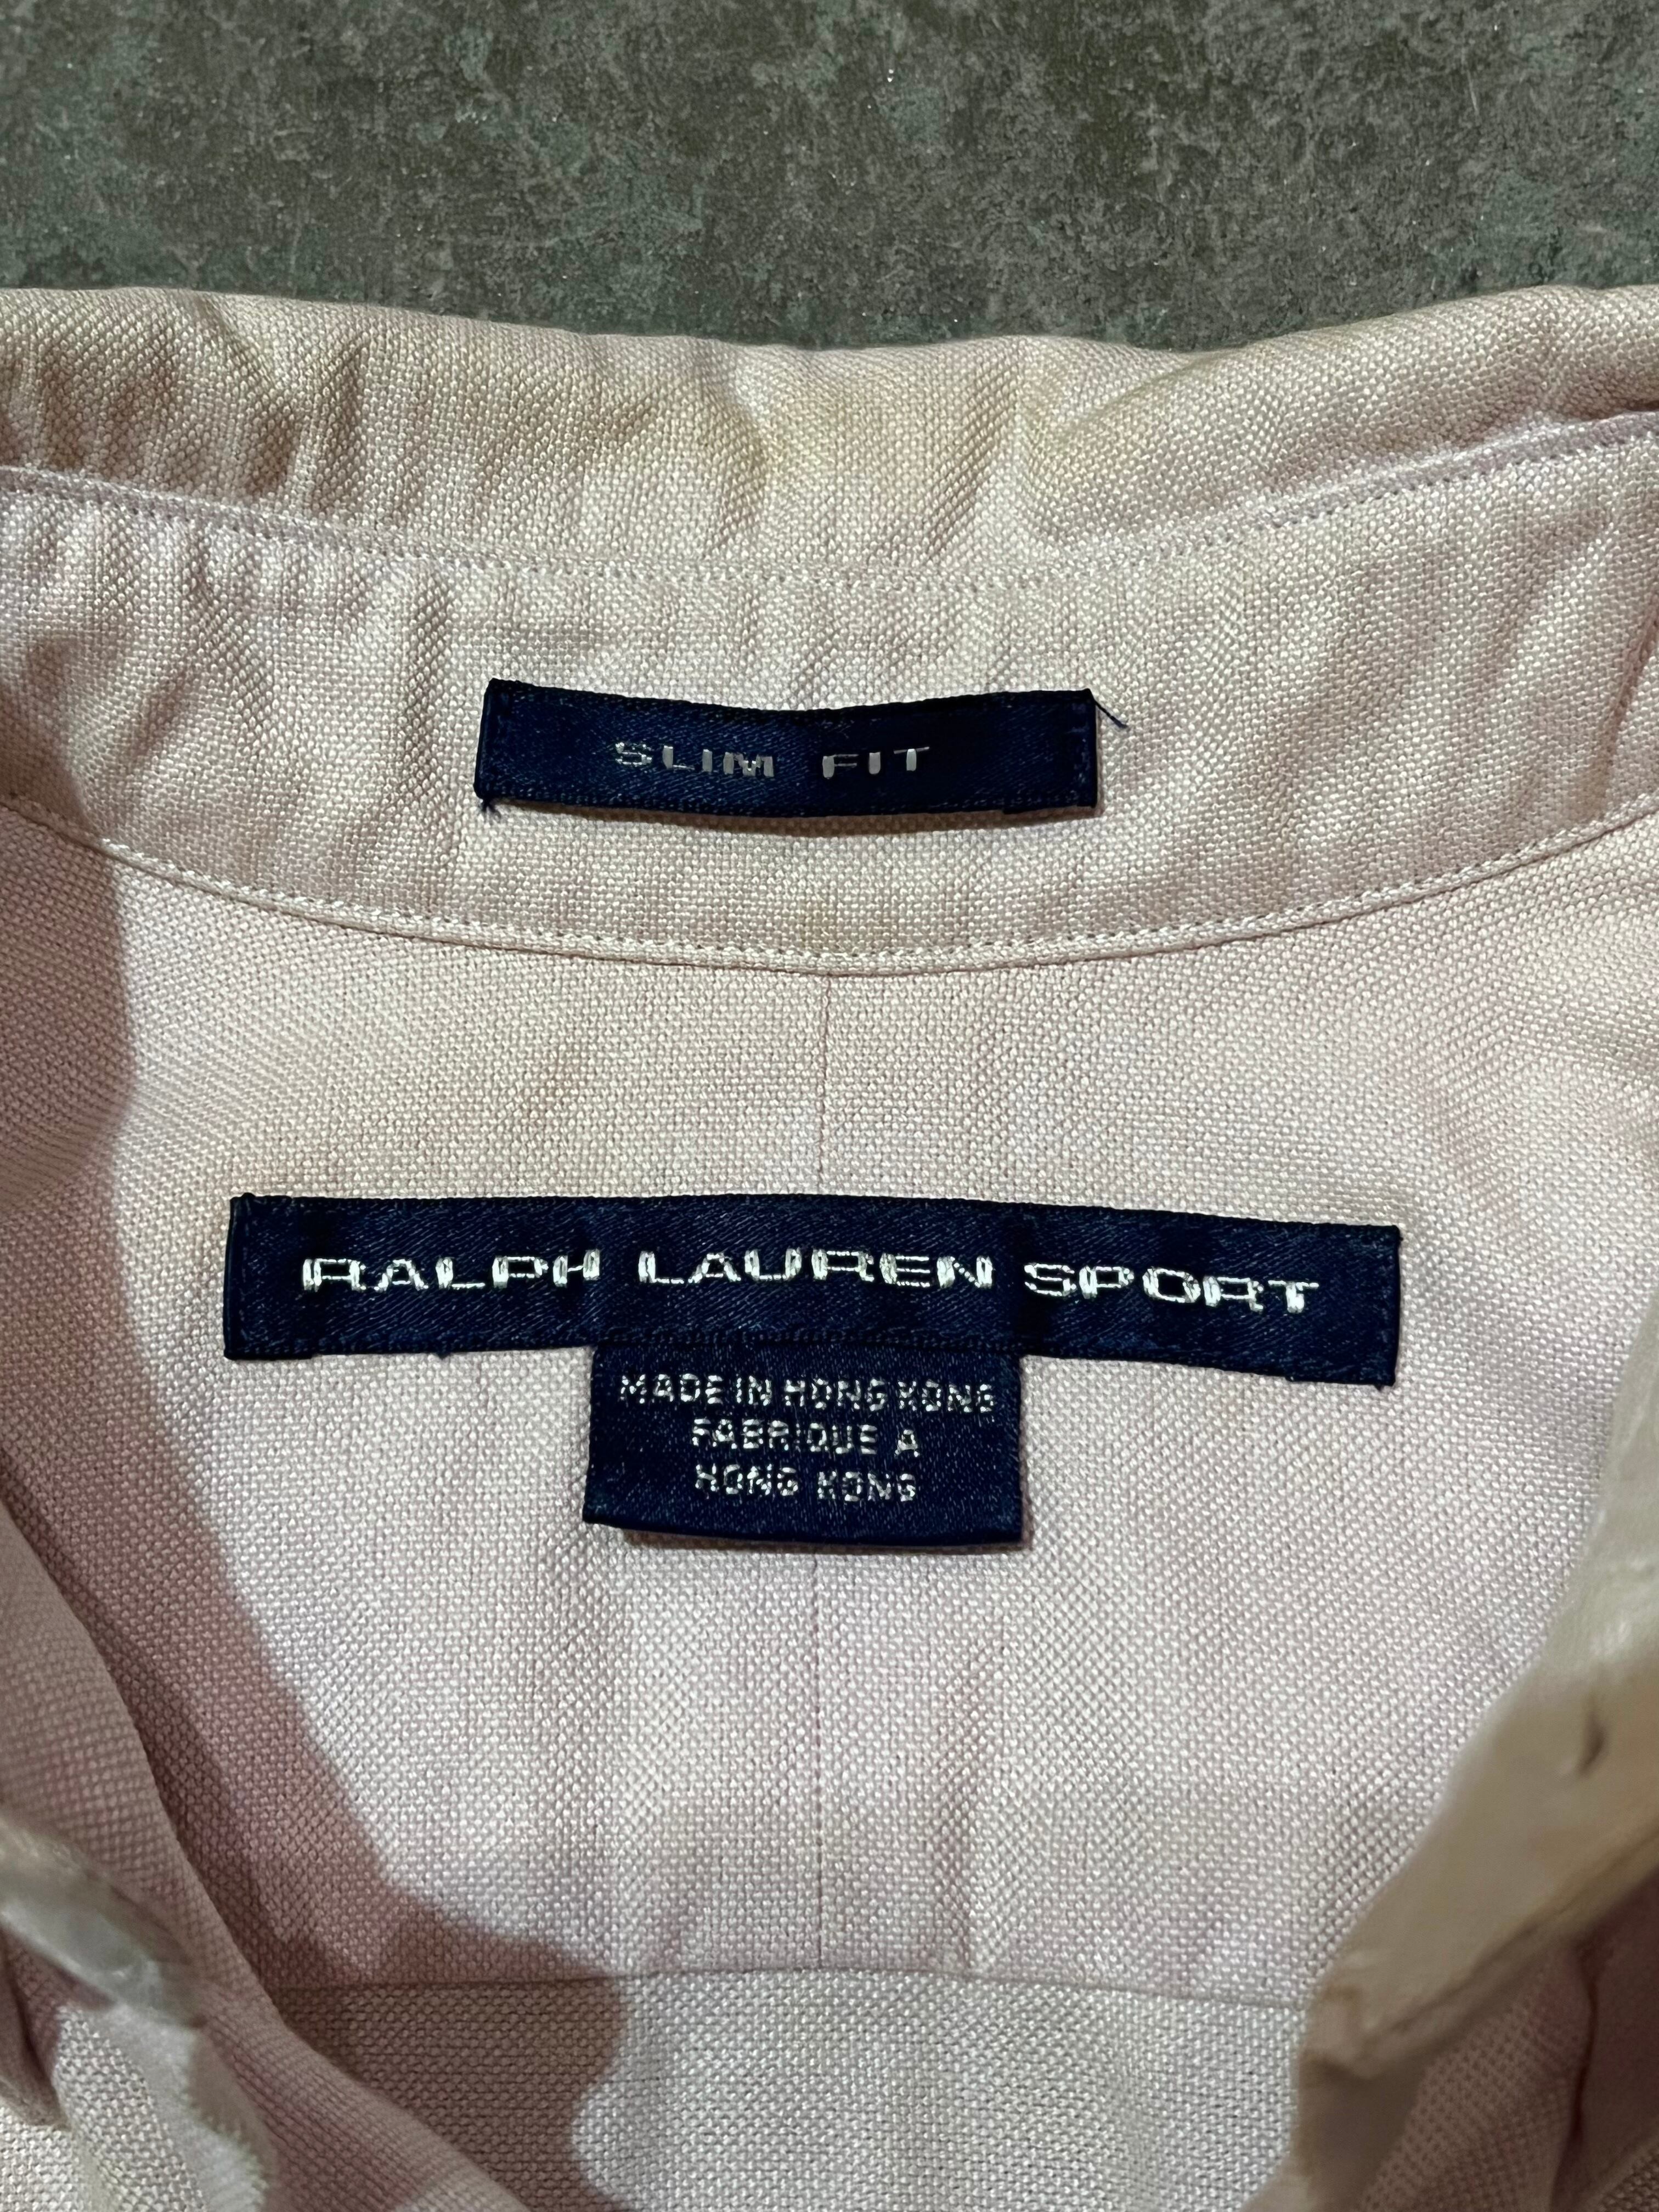 SLIM FIT
RALPH LAUREN SPORT
MADE IN HONG KONG
FABRIQUE A
HONG KONG